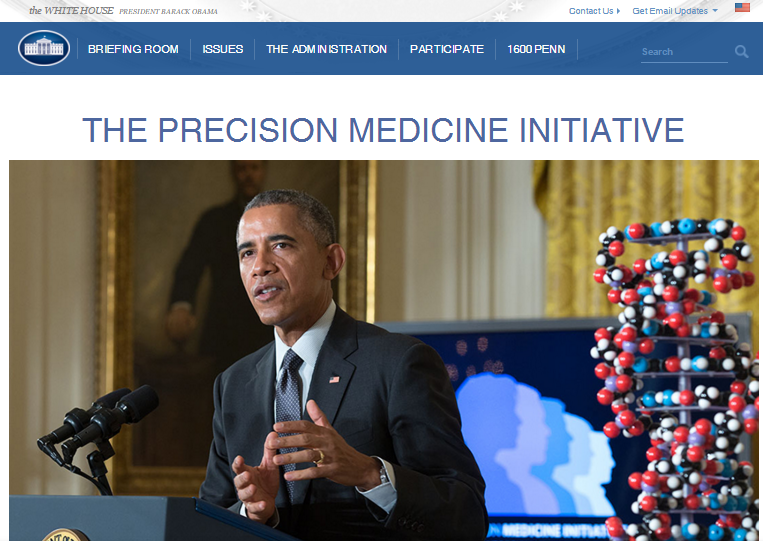 the WHITE HOUSE PRESIDENT BARACK OBAMA
Contact Us
Get Email Updates
BRIEFING ROOM
ISSUES
THE ADMINISTRATION
PARTICIPATE
1600 PENN
Search
THE PRECISION MEDICINE INITIATIVE
MEDICINE